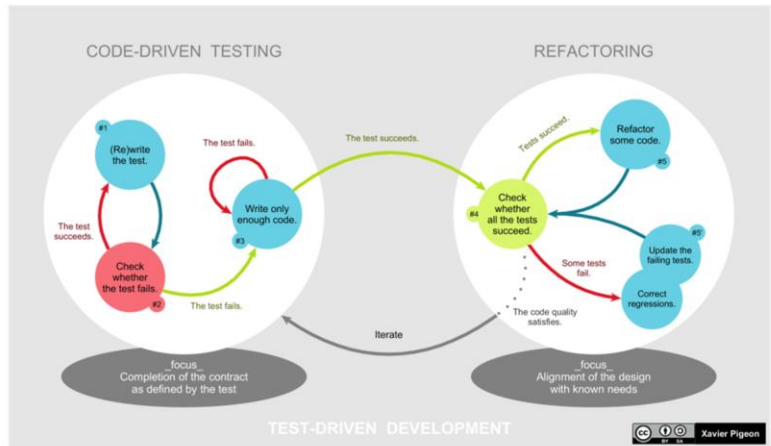 CODE-DRIVEN TESTING
REFACTORING
#1
(Re)write
the test.
The test
succeeds.
Check
whether
the test fails.
#2
The test fails.
The test fails.
Write only
enough code.
#3
The test succeeds.
#4
Check
whether
all the tests
succeed.
Tests succeed.
Refactor
some code.
#5
#5'
Update the
failing tests.
Some tests
fail.
Correct
regressions.
The code quality
satisfies.
Iterate
_focus_
Completion of the contract
as defined by the test
_focus_
Alignment of the design
with known needs
TEST-DRIVEN DEVELOPMENT
cc
BY SA
Xavier Pigeon